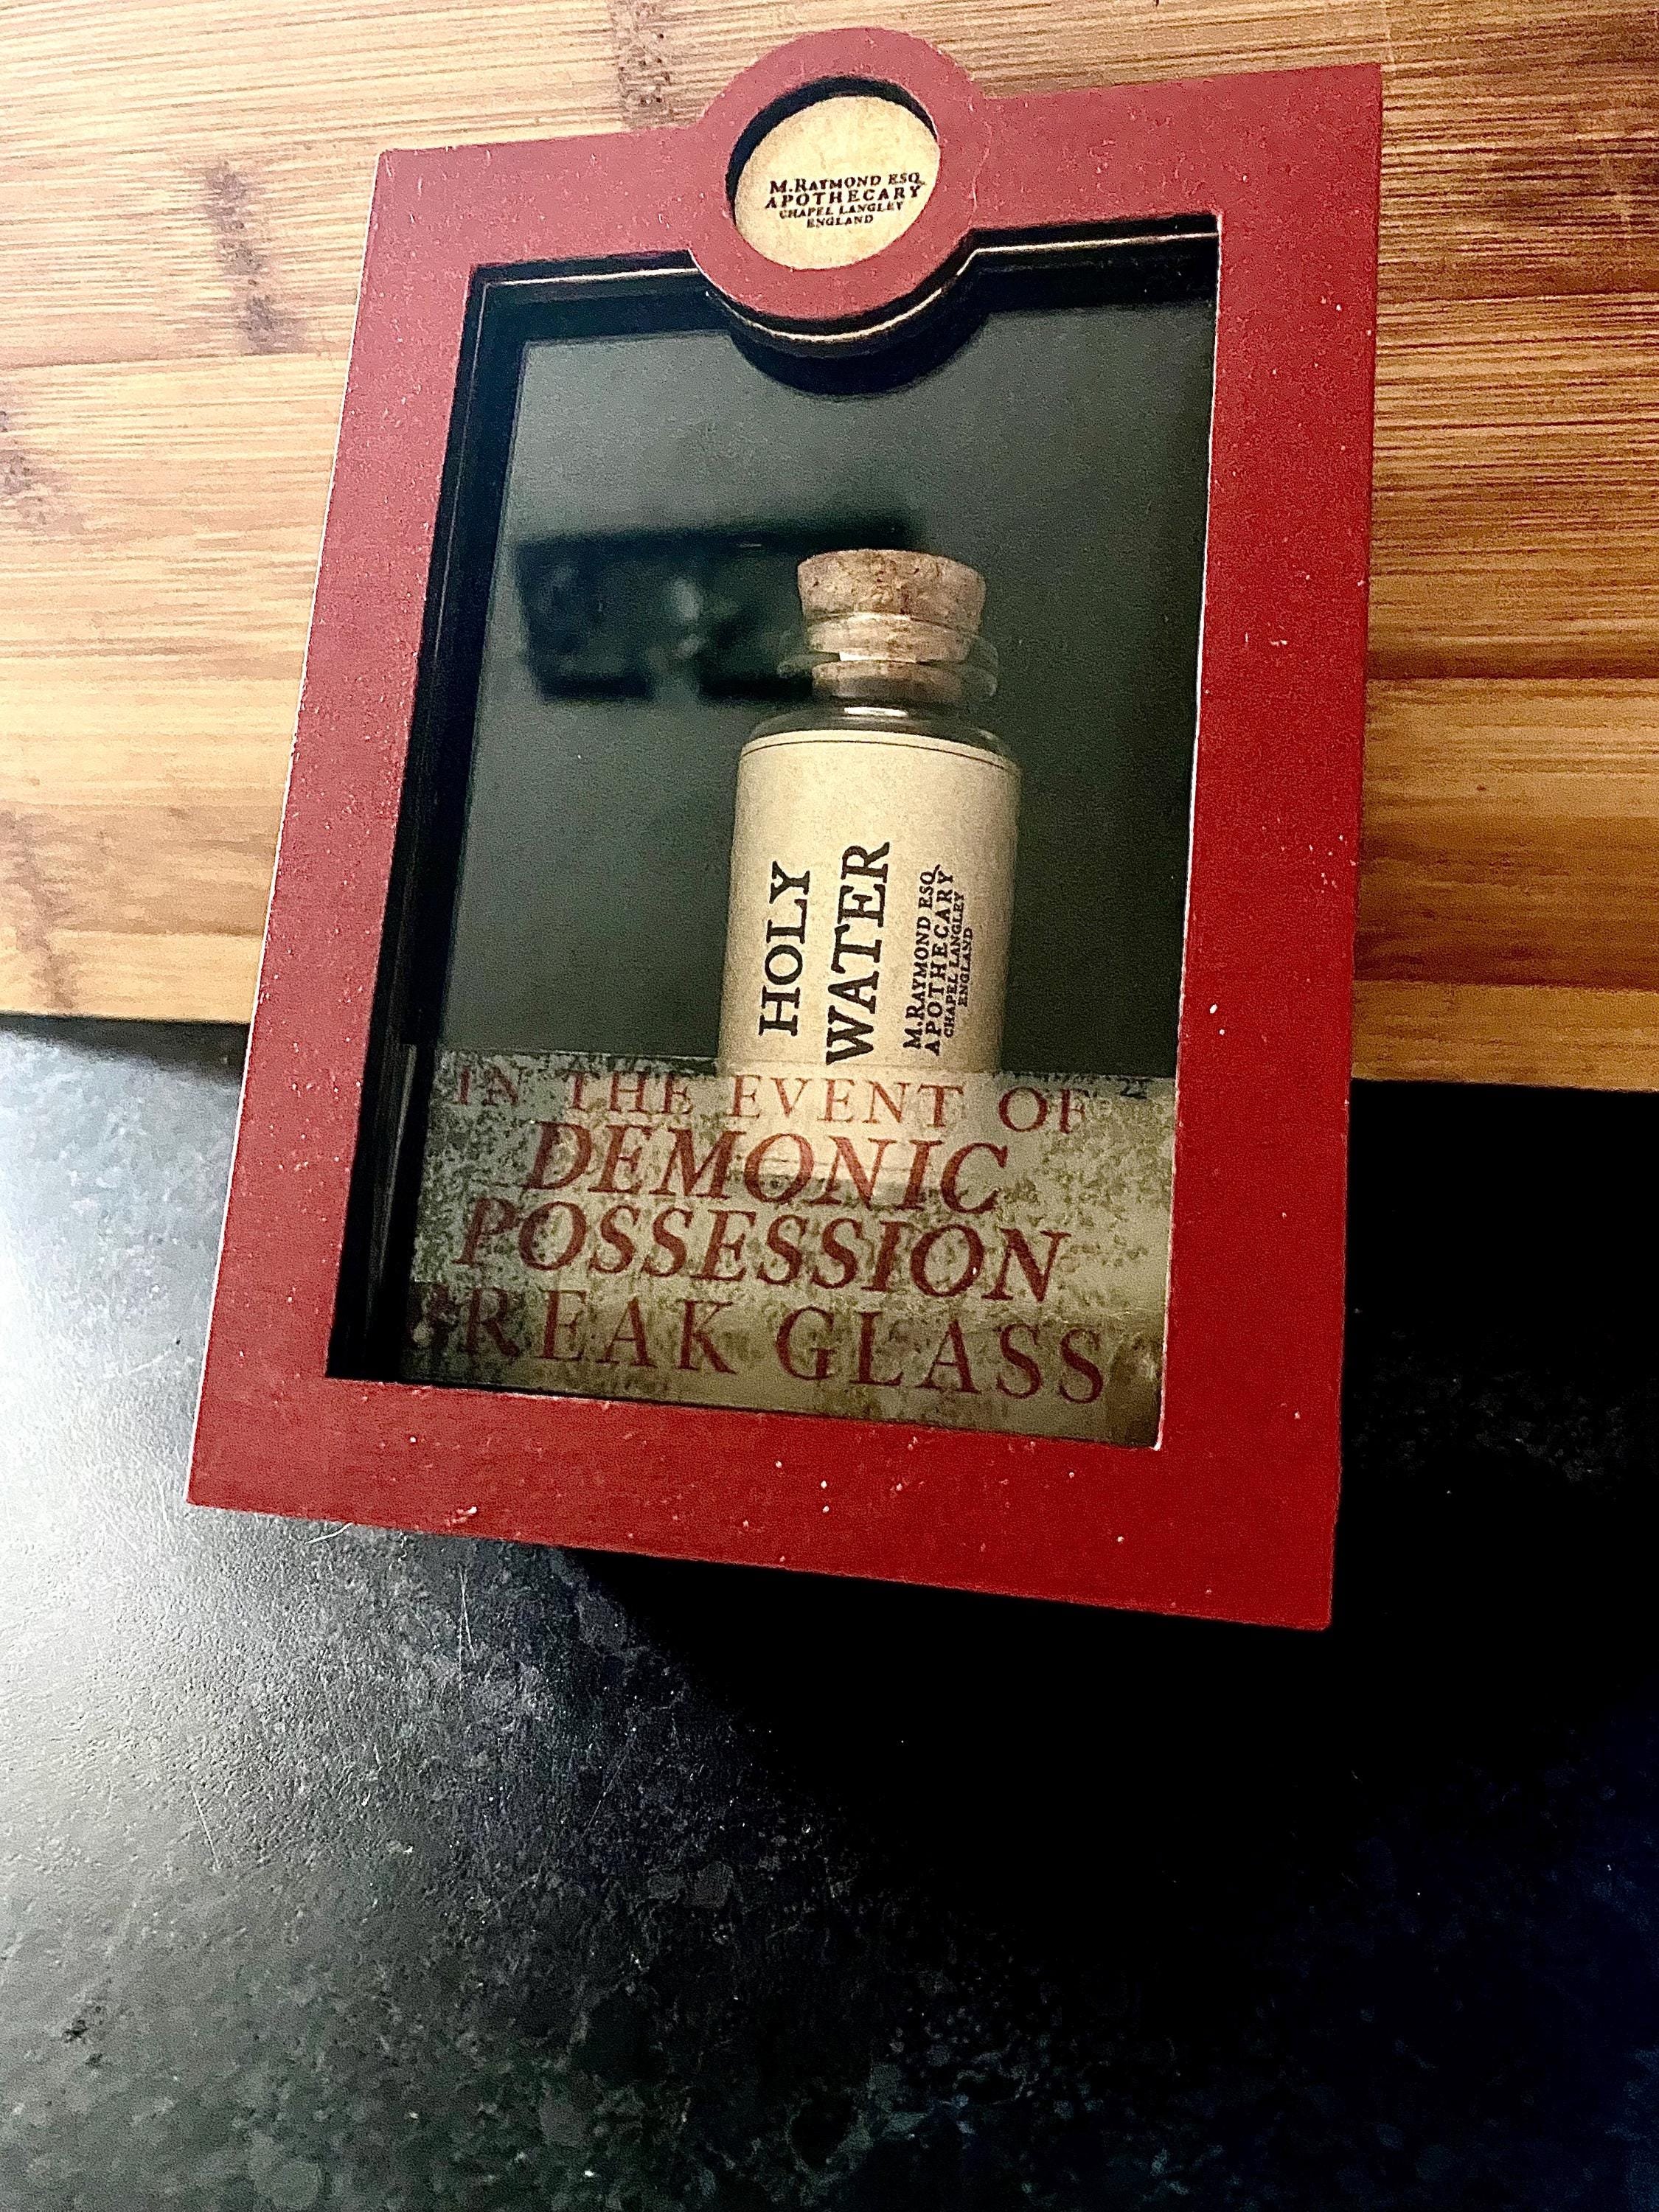 M.RAYMOND ESQ.
APOTHECARY
CHAPEL LANGLEY
ENGLAND
HOLY
WATER
M.RAYMOND ESQ.
APOTHECARY
CHAPEL LANGLEY
ENGLAND
IN THE EVENT OF
DEMONIC
POSSESSION
BREAK GLASS